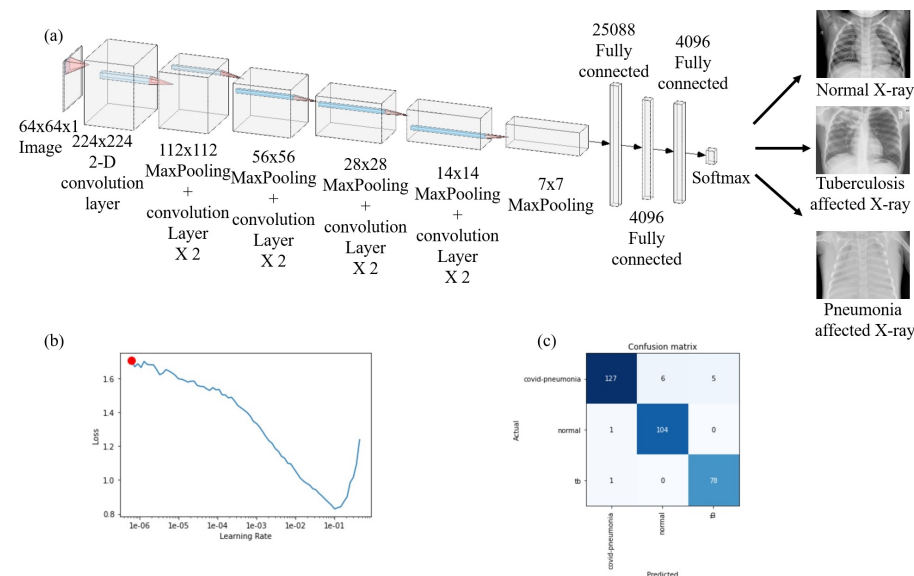 (a)
64x64x1
Image
224x224
2-D
convolution
layer
112x112
MaxPooling
+
convolution
Layer
X 2
56x56
MaxPooling
+
convolution
Layer
X 2
28x28
MaxPooling
+
convolution
Layer
X 2
14x14
MaxPooling
+
convolution
Layer
X 2
7x7
MaxPooling
25088
Fully
connected
4096
Fully
connected
4096
Fully
connected
Softmax
Normal X-ray
Tuberculosis
affected X-ray
Pneumonia
affected X-ray
(b)
1.6
1.4
1.2
1.0
0.8
Loss
1e-06 1e-05 1e-04 1e-03 1e-02 1e-01
Learning Rate
(c)
Confusion matrix
Actual
covid-pneumonia 127 6 5
normal 1 104 0
tb 1 0 78
covid-pneumonia normal tb
Predicted